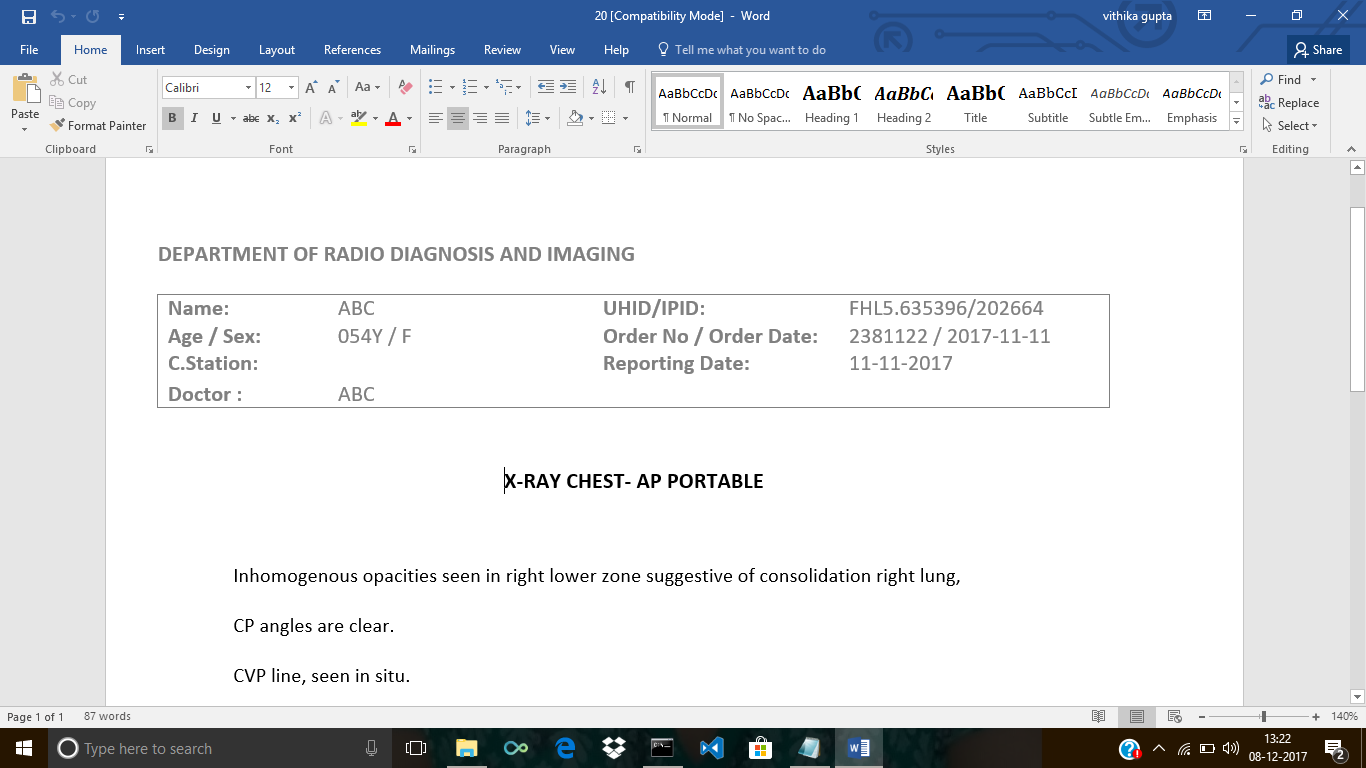 20 [Compatibility Mode] - Word
vithika gupta
File Home Insert Design Layout References Mailings Review View Help Tell me what you want to do Share
Paste
Cut
Copy
Format Painter
Clipboard
Calibri 12
Font
Paragraph
AaBbCcDc AaBbCcDc AaBbC AaBbC AaBbC AaBbCcI AaBbCcDc AaBbCcDc
¶ Normal ¶ No Spac... Heading 1 Heading 2 Title Subtitle Subtle Em... Emphasis
Styles
Find
Replace
Select
Editing
DEPARTMENT OF RADIO DIAGNOSIS AND IMAGING
Name: ABC UHID/IPID: FHL5.635396/202664
Age / Sex: 054Y / F Order No / Order Date: 2381122 / 2017-11-11
C.Station: Reporting Date: 11-11-2017
Doctor : ABC
X-RAY CHEST- AP PORTABLE
Inhomogenous opacities seen in right lower zone suggestive of consolidation right lung,
CP angles are clear.
CVP line, seen in situ.
Page 1 of 1 87 words 140%
Type here to search
13:22
08-12-2017
2